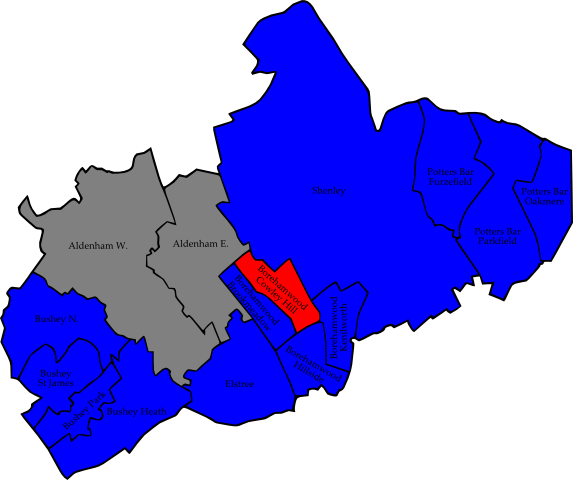 Shenley
Potters Bar
Furzefield
Potters Bar
Oakmere
Potters Bar
Parkfield
Aldenham W.
Aldenham E.
Borehamwood
Cowley Hill
Borehamwood
Brookmeadow
Borehamwood
Kenilworth
Borehamwood
Hillside
Bushey N.
Bushey
St James
Bushey Park
Bushey Heath
Elstree